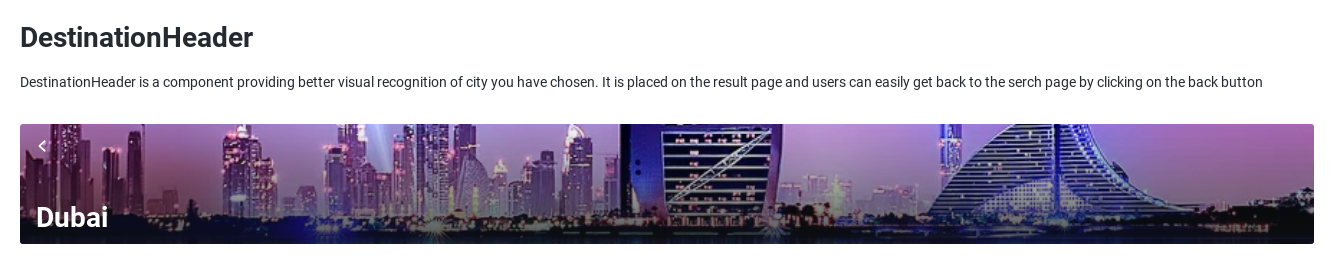 DestinationHeader
DestinationHeader is a component providing better visual recognition of city you have chosen. It is placed on the result page and users can easily get back to the serch page by clicking on the back button
Dubai